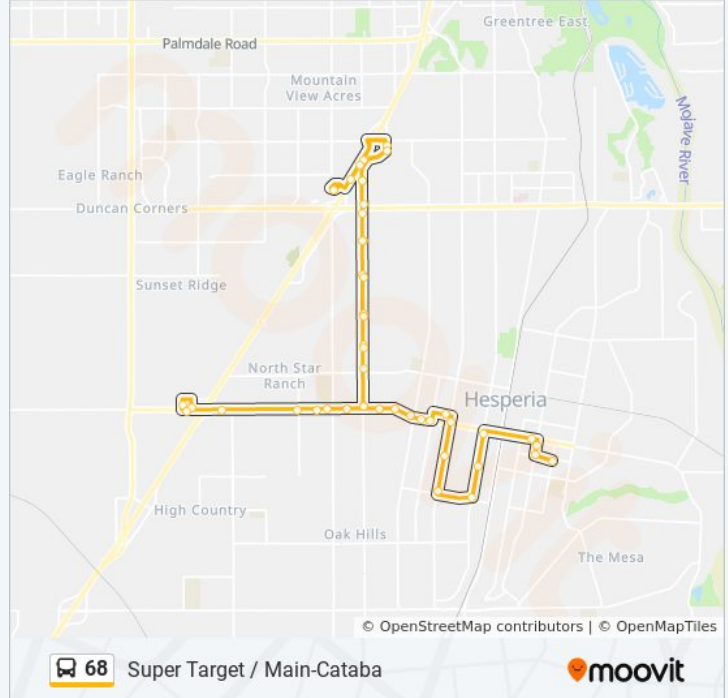 Greentree East
Palmdale Road
Mountain
View Acres
Mojave River
P
Eagle Ranch
Duncan Corners
Sunset Ridge
North Star
Ranch
Hesperia
High Country
Oak Hills
The Mesa
© OpenStreetMap contributors | © OpenMapTiles
68 Super Target / Main-Cataba
moovit